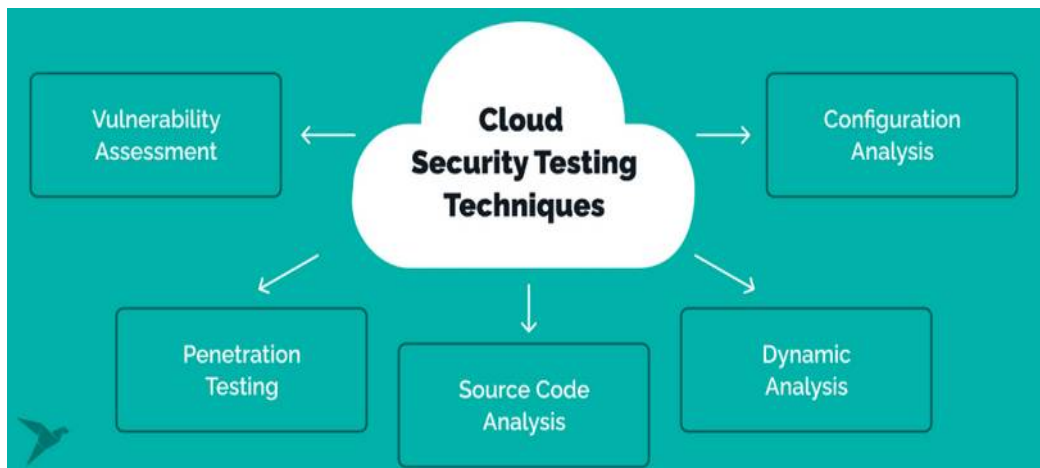 Cloud
Security Testing
Techniques
Vulnerability
Assessment
Configuration
Analysis
Penetration
Testing
Source Code
Analysis
Dynamic
Analysis